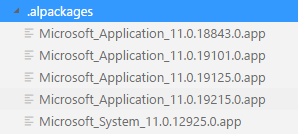 .alpackages
Microsoft_Application_11.0.18843.0.app
Microsoft_Application_11.0.19101.0.app
Microsoft_Application_11.0.19125.0.app
Microsoft_Application_11.0.19215.0.app
Microsoft_System_11.0.12925.0.app